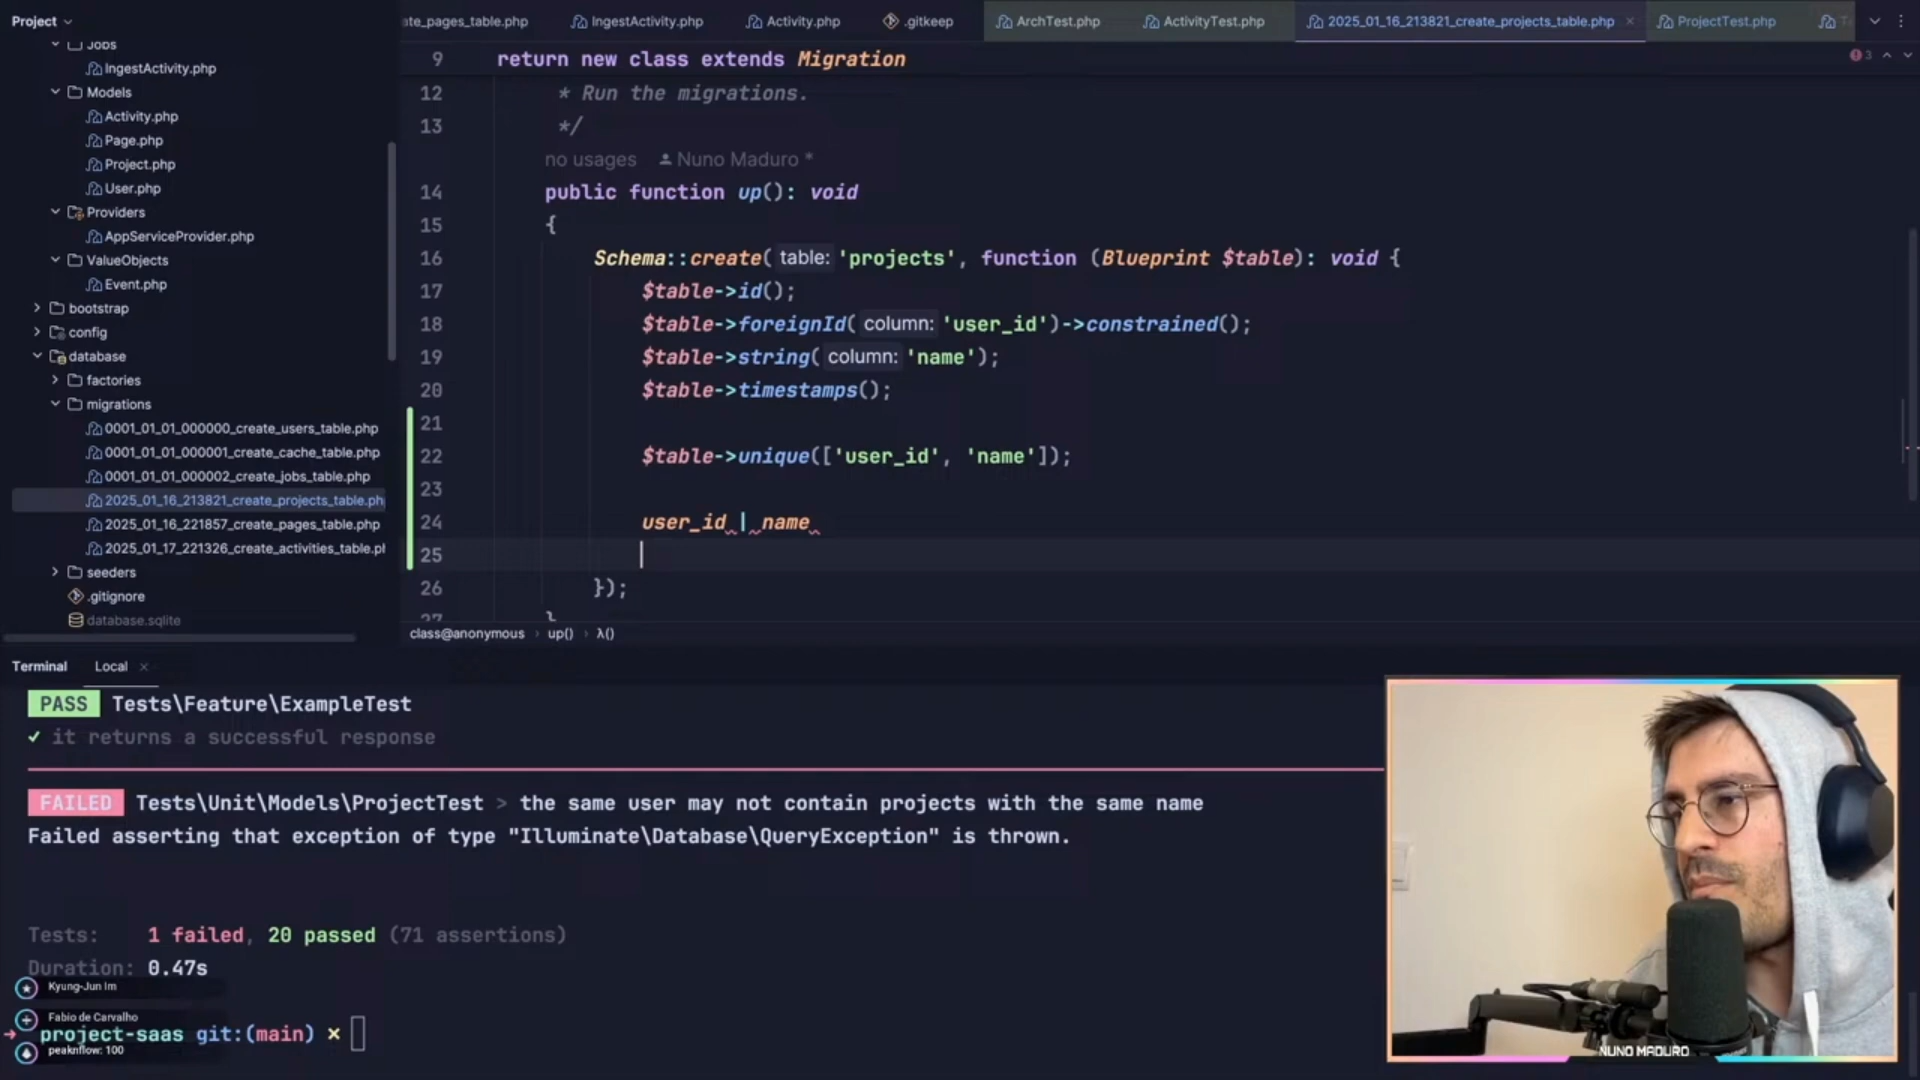 Project
ate_pages_table.php
IngestActivity.php
Activity.php
.gitkeep
ArchTest.php
ActivityTest.php
2025_01_16_213821_create_projects_table.php
ProjectTest.php
Jobs
IngestActivity.php
Models
Activity.php
Page.php
Project.php
User.php
Providers
AppServiceProvider.php
ValueObjects
Event.php
bootstrap
config
database
factories
migrations
0001_01_01_000000_create_users_table.php
0001_01_01_000001_create_cache_table.php
0001_01_01_000002_create_jobs_table.php
2025_01_16_213821_create_projects_table.ph
2025_01_16_221857_create_pages_table.php
2025_01_17_221326_create_activities_table.pl
seeders
.gitignore
database.sqlite
3
9 return new class extends Migration
12 * Run the migrations.
13 */
no usages Nuno Maduro *
14 public function up(): void
15 {
16 Schema::create( table: 'projects', function (Blueprint $table): void {
17 $table->id();
18 $table->foreignId( column: 'user_id')->constrained();
19 $table->string( column: 'name');
20 $table->timestamps();
21
22 $table->unique(['user_id', 'name']);
23
24 user_id | name
25
26 });
27 }
class@anonymous › up() › λ()
Terminal Local ×
PASS Tests\Feature\ExampleTest
✓ it returns a successful response
FAILED Tests\Unit\Models\ProjectTest > the same user may not contain projects with the same name
Failed asserting that exception of type "Illuminate\Database\QueryException" is thrown.
Tests: 1 failed, 20 passed (71 assertions)
Duration: 0.47s
Kyung-Jun Im
Fabio de Carvalho
→ project-saas git:(main) ×
peaknflow: 100
NUNO MADURO